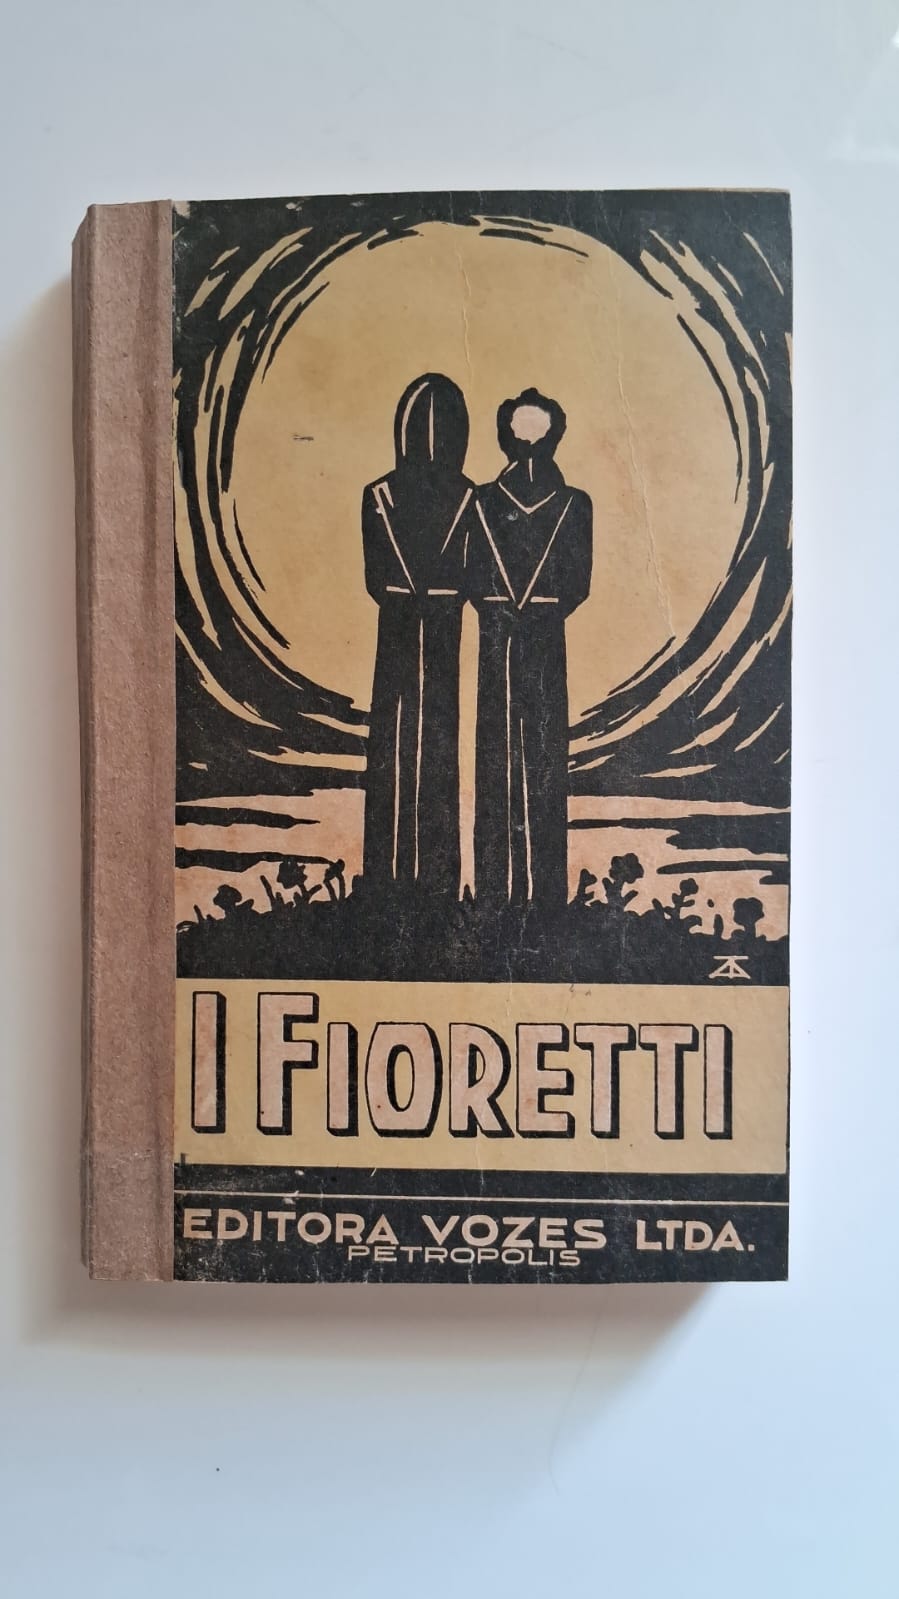 I FIORETTI
EDITORA VOZES LTDA.
PETROPOLIS